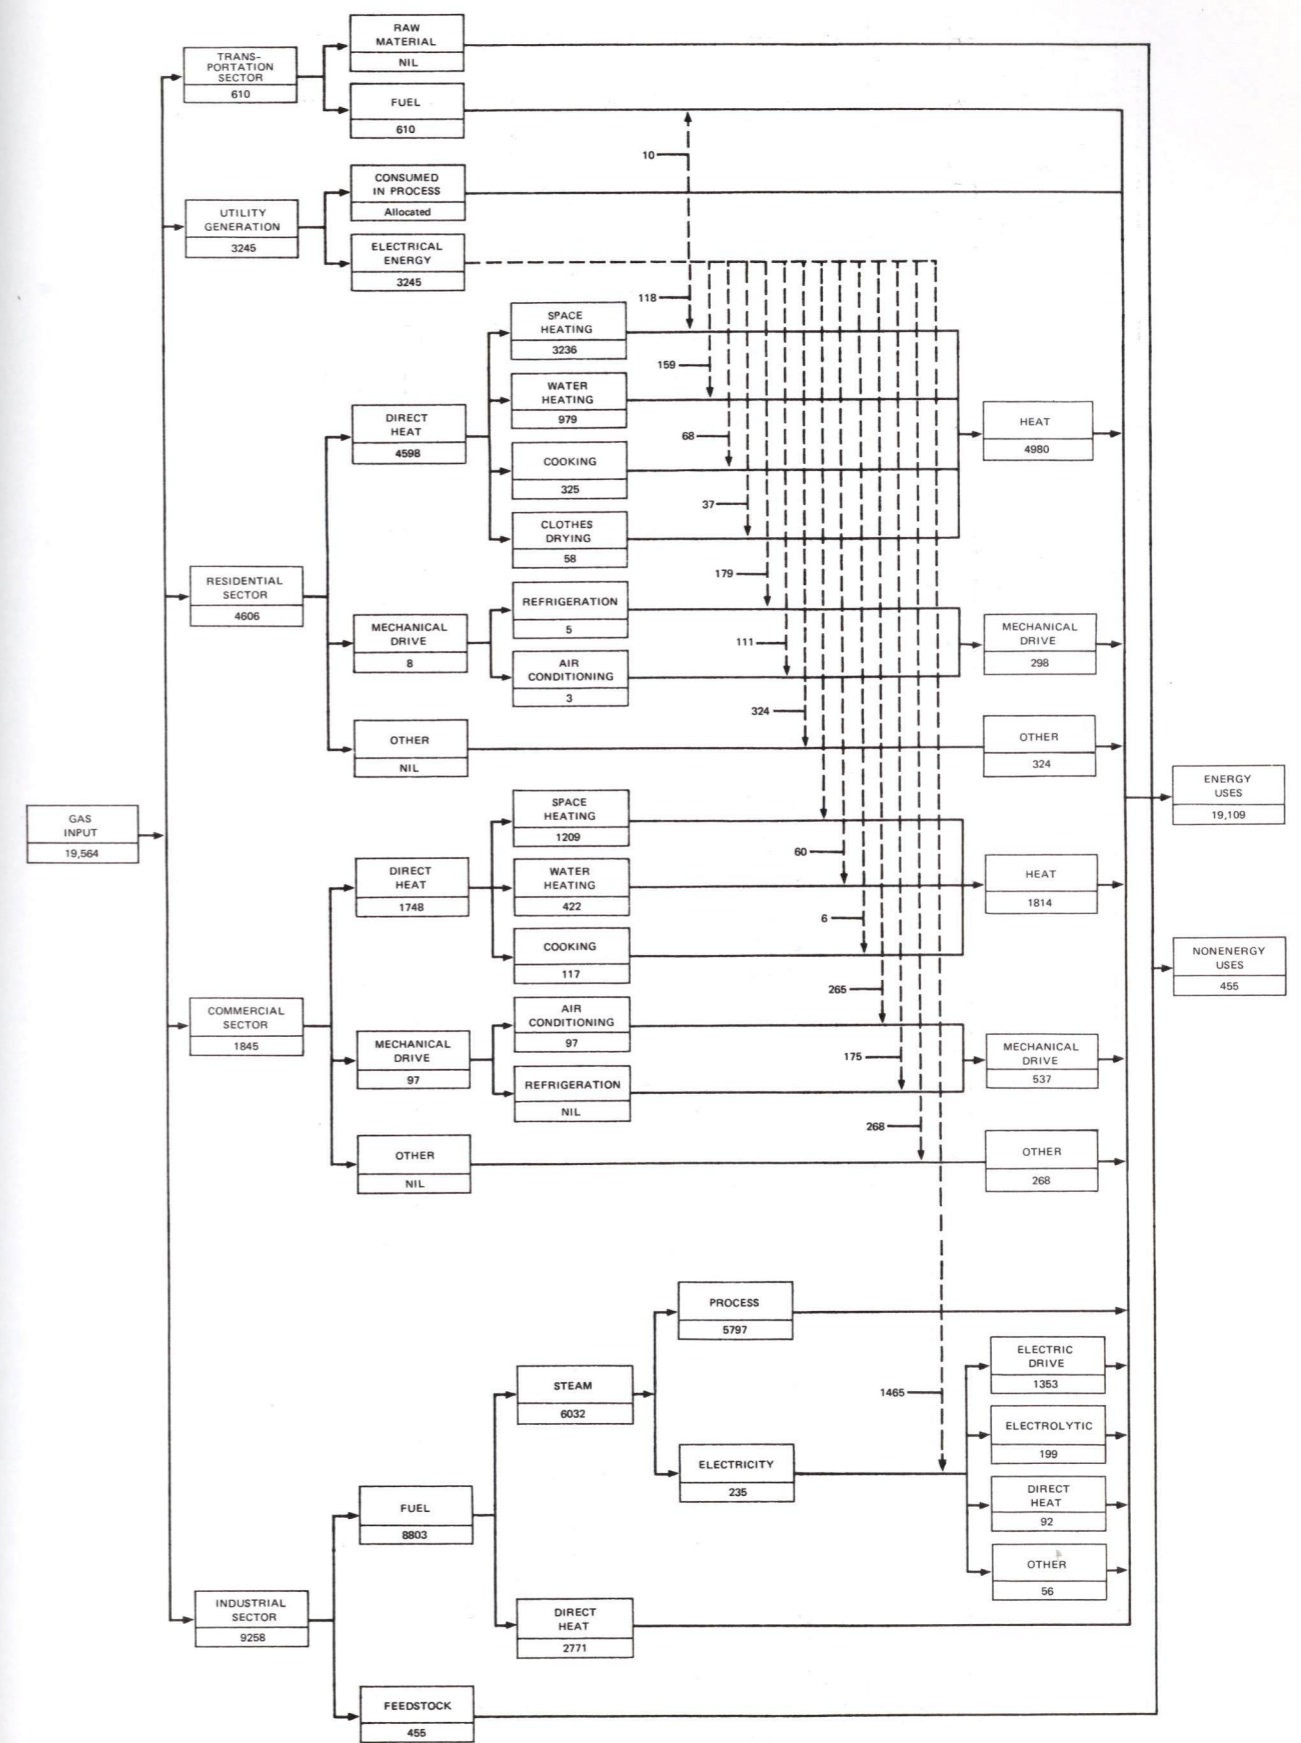 RAW
MATERIAL
NIL
TRANS-
PORTATION
SECTOR
610
FUEL
610
10
CONSUMED
IN PROCESS
Allocated
UTILITY
GENERATION
3245
ELECTRICAL
ENERGY
3245
118
SPACE
HEATING
3236
159
WATER
HEATING
979
DIRECT
HEAT
4598
68
COOKING
325
HEAT
4980
37
CLOTHES
DRYING
58
179
RESIDENTIAL
SECTOR
4606
REFRIGERATION
5
MECHANICAL
DRIVE
8
111
AIR
CONDITIONING
3
MECHANICAL
DRIVE
298
324
OTHER
NIL
OTHER
324
ENERGY
USES
19,109
GAS
INPUT
19,564
SPACE
HEATING
1209
60
DIRECT
HEAT
1748
WATER
HEATING
422
HEAT
1814
6
COOKING
117
NONENERGY
USES
455
265
COMMERCIAL
SECTOR
1845
AIR
CONDITIONING
97
MECHANICAL
DRIVE
97
175
REFRIGERATION
NIL
MECHANICAL
DRIVE
537
268
OTHER
NIL
OTHER
268
PROCESS
5797
STEAM
6032
1465
ELECTRIC
DRIVE
1353
ELECTRICITY
235
ELECTROLYTIC
199
DIRECT
HEAT
92
FUEL
8803
OTHER
56
INDUSTRIAL
SECTOR
9258
DIRECT
HEAT
2771
FEEDSTOCK
455